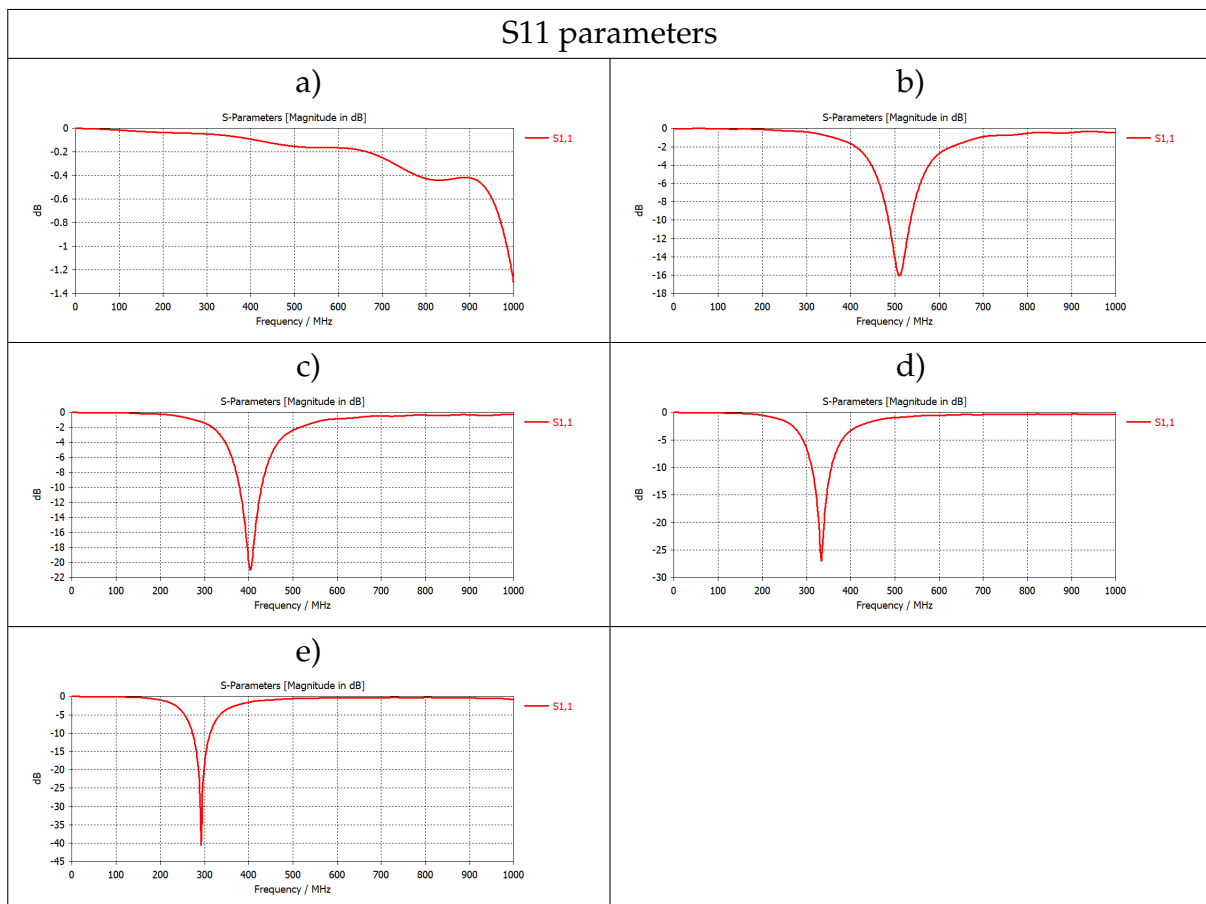 S11 parameters
a)
S-Parameters [Magnitude in dB]
0
-0.2
-0.4
-0.6
-0.8
-1
-1.2
-1.4
dB
0 100 200 300 400 500 600 700 800 900 1000
Frequency / MHz
S1,1
b)
S-Parameters [Magnitude in dB]
0
-2
-4
-6
-8
-10
-12
-14
-16
-18
dB
0 100 200 300 400 500 600 700 800 900 1000
Frequency / MHz
S1,1
c)
S-Parameters [Magnitude in dB]
0
-2
-4
-6
-8
-10
-12
-14
-16
-18
-20
-22
dB
0 100 200 300 400 500 600 700 800 900 1000
Frequency / MHz
S1,1
d)
S-Parameters [Magnitude in dB]
0
-5
-10
-15
-20
-25
-30
dB
0 100 200 300 400 500 600 700 800 900 1000
Frequency / MHz
S1,1
e)
S-Parameters [Magnitude in dB]
0
-5
-10
-15
-20
-25
-30
-35
-40
-45
dB
0 100 200 300 400 500 600 700 800 900 1000
Frequency / MHz
S1,1